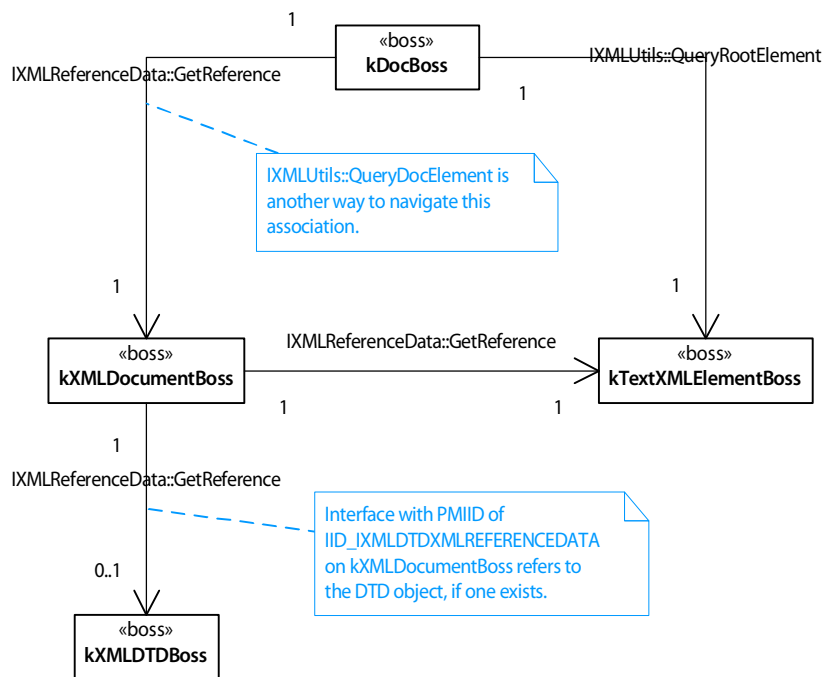 1
«boss»
kDocBoss
IXMLReferenceData::GetReference
IXMLUtils::QueryRootElement
1
IXMLUtils::QueryDocElement is
another way to navigate this
association.
1
1
«boss»
kXMLDocumentBoss
IXMLReferenceData::GetReference
«boss»
kTextXMLElementBoss
1
1
1
IXMLReferenceData::GetReference
Interface with PMIID of
IID_IXMLDTDXMLREFERENCEDATA
on kXMLDocumentBoss refers to
the DTD object, if one exists.
0..1
«boss»
kXMLDTDBoss